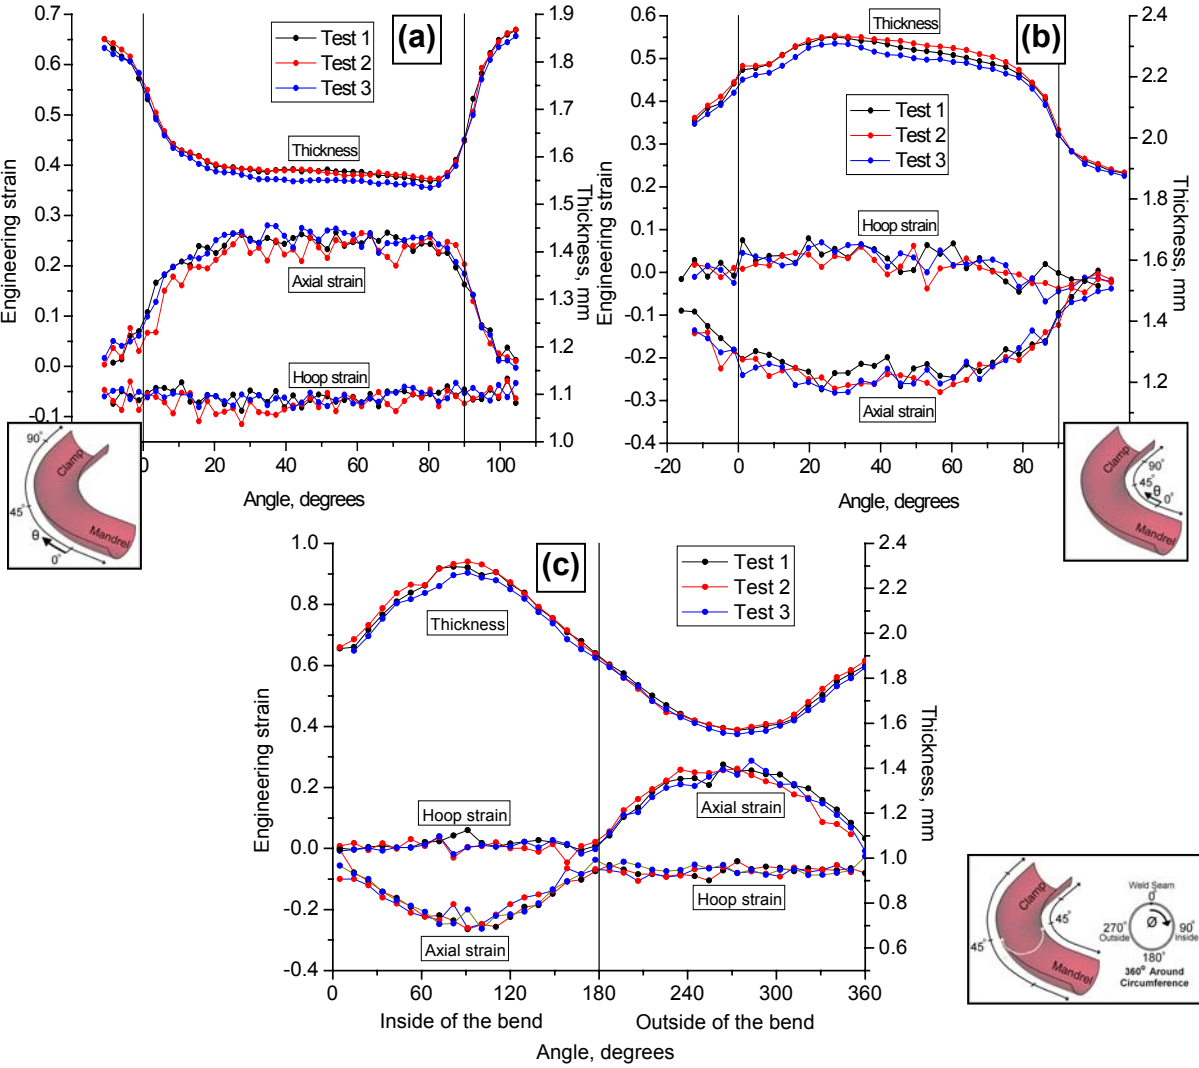 (a)
Test 1
Test 2
Test 3
Thickness
Axial strain
Hoop strain
Engineering strain
0.7
0.6
0.5
0.4
0.3
0.2
0.1
0.0
-0.1
1.9
1.8
1.7
1.6
1.5
1.4
1.3
1.2
1.1
1.0
Thickness, mm
0 20 40 60 80 100
Angle, degrees
90°
Clamp
45°
Mandrel
θ
0°
(b)
Thickness
Test 1
Test 2
Test 3
Hoop strain
Axial strain
Engineering strain
0.6
0.5
0.4
0.3
0.2
0.1
0.0
-0.1
-0.2
-0.3
-0.4
2.4
2.2
2.0
1.8
1.6
1.4
1.2
Thickness, mm
-20 0 20 40 60 80
Angle, degrees
Clamp
90°
45°
θ
0°
Mandrel
(c)
Test 1
Test 2
Test 3
Thickness
Hoop strain
Axial strain
Axial strain
Hoop strain
Engineering strain
1.0
0.8
0.6
0.4
0.2
0.0
-0.2
-0.4
2.4
2.2
2.0
1.8
1.6
1.4
1.2
1.0
0.8
0.6
Thickness, mm
0 60 120 180 240 300 360
Inside of the bend Outside of the bend
Angle, degrees
Clamp
45°
45°
Mandrel
Weld Seam
0°
Ø
270°
Outside
90°
Inside
180°
360° Around
Circumference